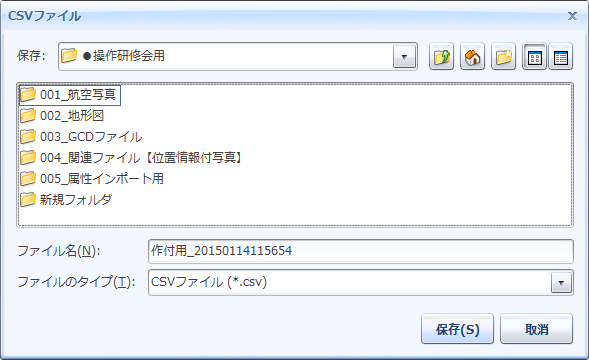 CSVファイル
保存: ●操作研修会用
001_航空写真
002_地形図
003_GCDファイル
004_関連ファイル【位置情報付写真】
005_属性インポート用
新規フォルダ
ファイル名(N): 作付用_20150114115654
ファイルのタイプ(T): CSVファイル (*.csv)
保存(S) 取消